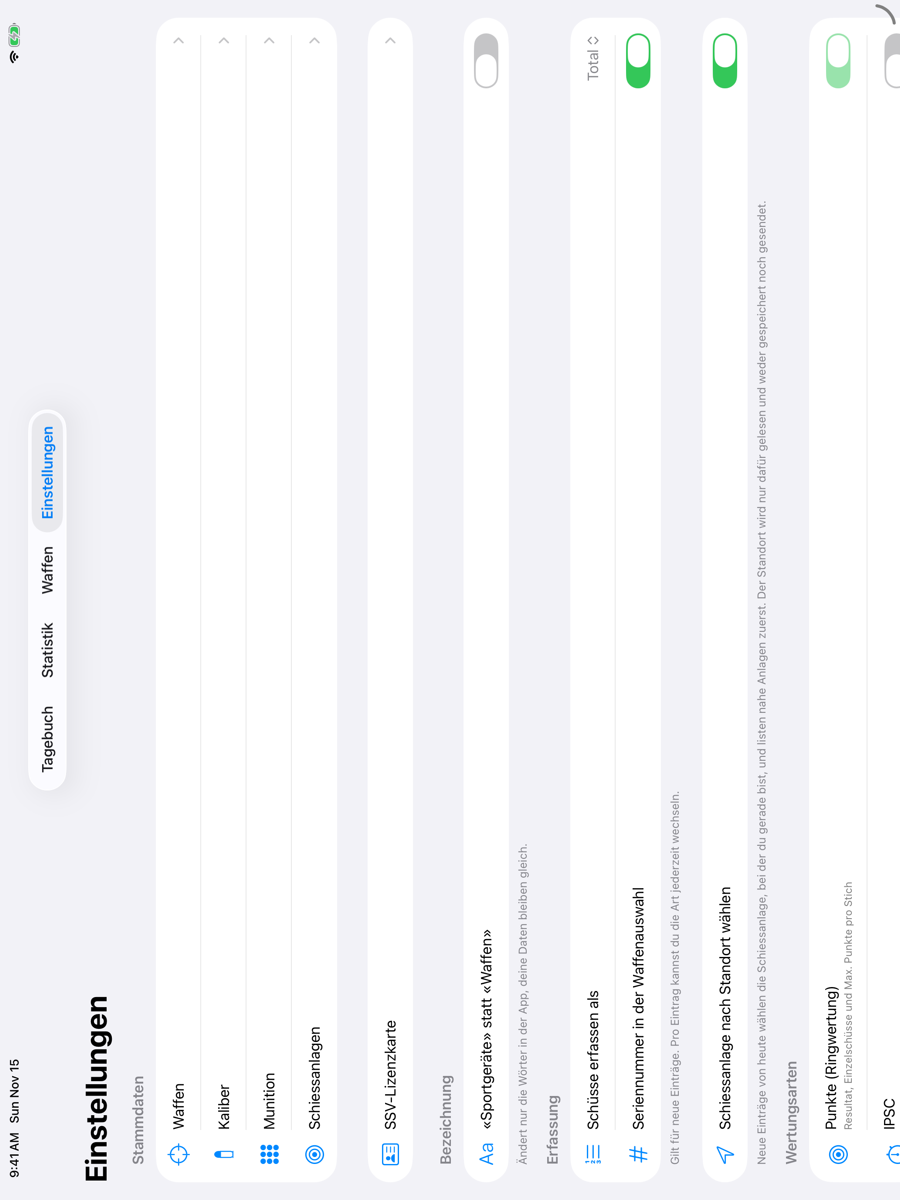 9:41 AM Sun Nov 15
Tagebuch Statistik Waffen Einstellungen
Einstellungen
Stammdaten
Waffen
Kaliber
Munition
Schiessanlagen
SSV-Lizenzkarte
Bezeichnung
Aa «Sportgeräte» statt «Waffen»
Ändert nur die Wörter in der App, deine Daten bleiben gleich.
Erfassung
Schüsse erfassen als Total
Seriennummer in der Waffenauswahl
Gilt für neue Einträge. Pro Eintrag kannst du die Art jederzeit wechseln.
Schiessanlage nach Standort wählen
Neue Einträge von heute wählen die Schiessanlage, bei der du gerade bist, und listen nahe Anlagen zuerst. Der Standort wird nur dafür gelesen und weder gespeichert noch gesendet.
Wertungsarten
Punkte (Ringwertung)
Resultat, Einzelschüsse und Max. Punkte pro Stich
IPSC